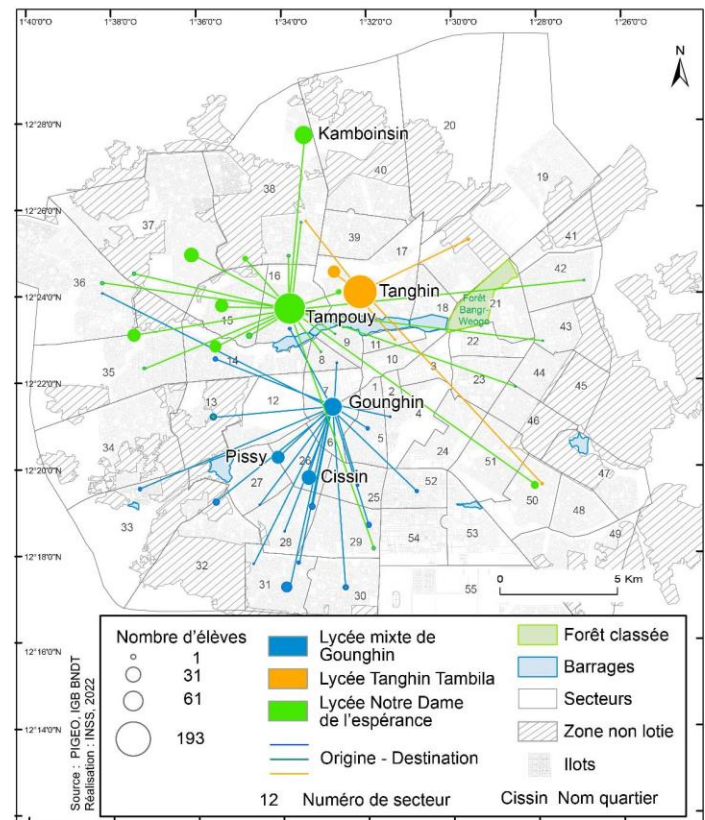 1°40'0"O 1°38'0"O 1°36'0"O 1°34'0"O 1°32'0"O 1°30'0"O 1°28'0"O 1°26'0"O
N
12°28'0"N
12°26'0"N
12°24'0"N
12°22'0"N
12°20'0"N
12°18'0"N
12°16'0"N
12°14'0"N
12°12'0"N
Kamboinsin
20
19
40
38
37
39
17
41
16
42
36
Tanghin
Forêt
Bangr-
Weoge
18
21
15
Tampouy
43
9
11
22
14
35
8
10
3
44
23
45
7
1
2
13
12
Gounghin
4
46
5
6
34
24
51
Pissy
26
Cissin
47
27
52
50
25
48
33
28
29
54
53
49
32
31
30
55
0 5 Km
Nombre d'élèves
1
31
61
193
Lycée mixte de
Gounghin
Lycée Tanghin Tambila
Lycée Notre Dame
de l'espérance
Origine - Destination
12 Numéro de secteur
Forêt classée
Barrages
Secteurs
Zone non lotie
Ilots
Cissin Nom quartier
Source : PIGEO, IGB BNDT
Réalisation : INSS, 2022